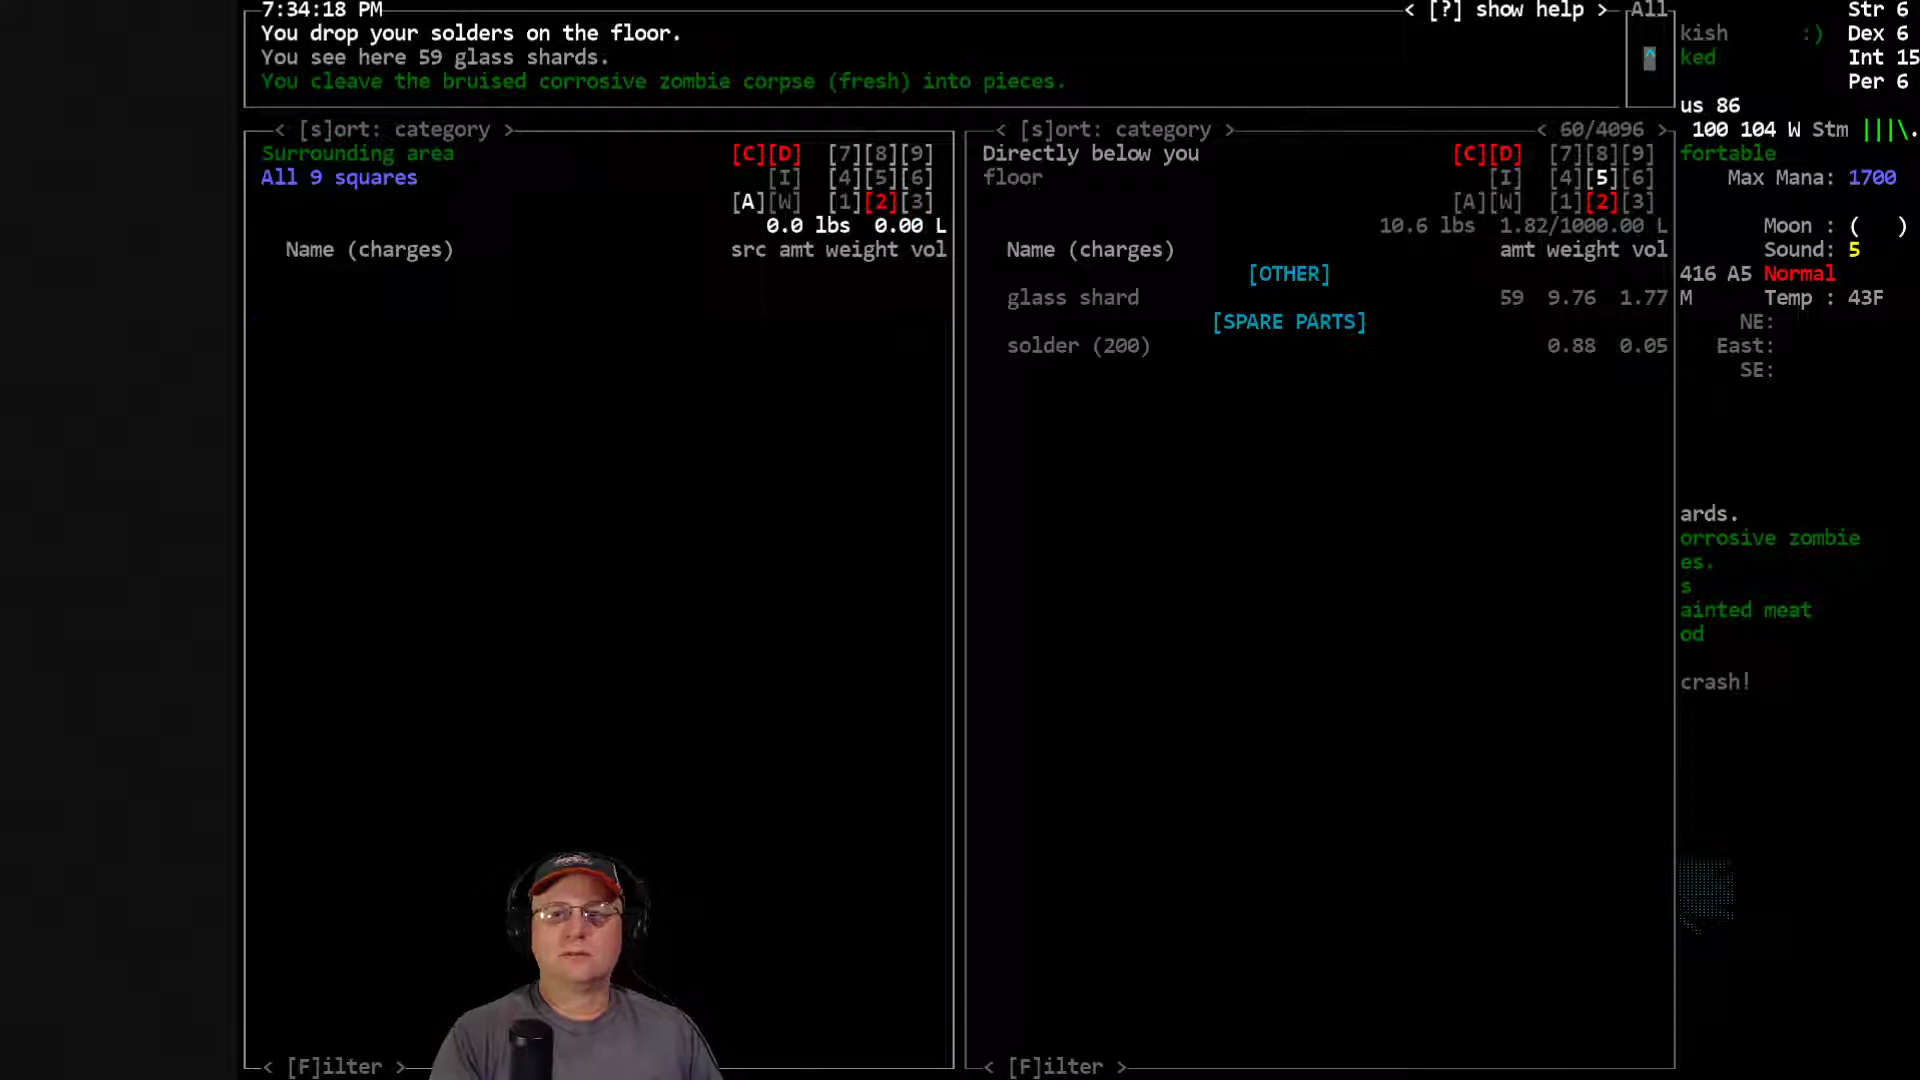 7:34:18 PM < [?] show help > All Str 6
You drop your solders on the floor. kish :) Dex 6
You see here 59 glass shards. ked Int 15
You cleave the bruised corrosive zombie corpse (fresh) into pieces. Per 6
us 86
< [s]ort: category > < [s]ort: category > < 60/4096 > 100 104 W Stm |||\.
Surrounding area [C][D] [7][8][9] Directly below you [C][D] [7][8][9] fortable
All 9 squares [I] [4][5][6] floor [I] [4][5][6] Max Mana: 1700
[A][W] [1][2][3] [A][W] [1][2][3]
0.0 lbs 0.00 L 10.6 lbs 1.82/1000.00 L Moon : ( )
Name (charges) src amt weight vol Name (charges) amt weight vol Sound: 5
[OTHER] 416 A5 Normal
glass shard 59 9.76 1.77 M Temp : 43F
[SPARE PARTS] NE:
solder (200) 0.88 0.05 East:
SE:
ards.
orrosive zombie
es.
s
ainted meat
od
crash!
< [F]ilter > < [F]ilter >